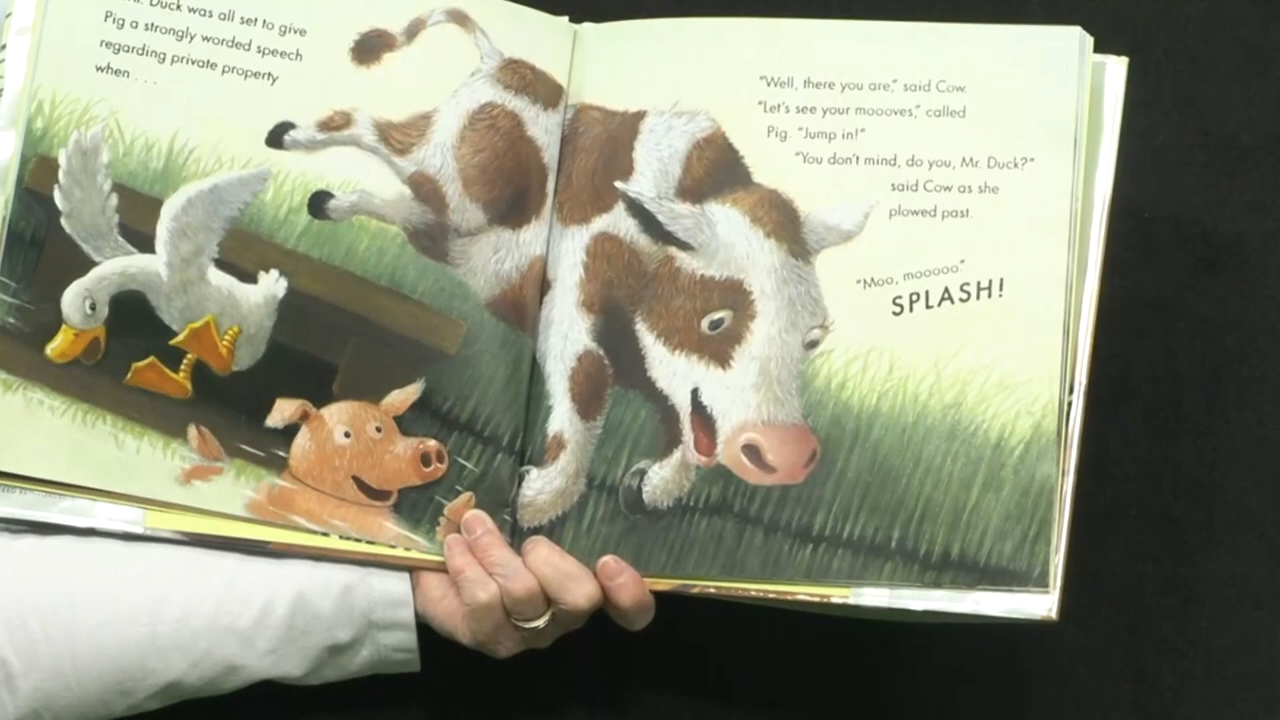 Duck was all set to give
Pig a strongly worded speech
regarding private property
when . . .
"Well, there you are," said Cow.
"Let's see your moooves," called
Pig. "Jump in!"
"You don't mind, do you, Mr. Duck?"
said Cow as she
plowed past.
"Moo, mooooo."
SPLASH!